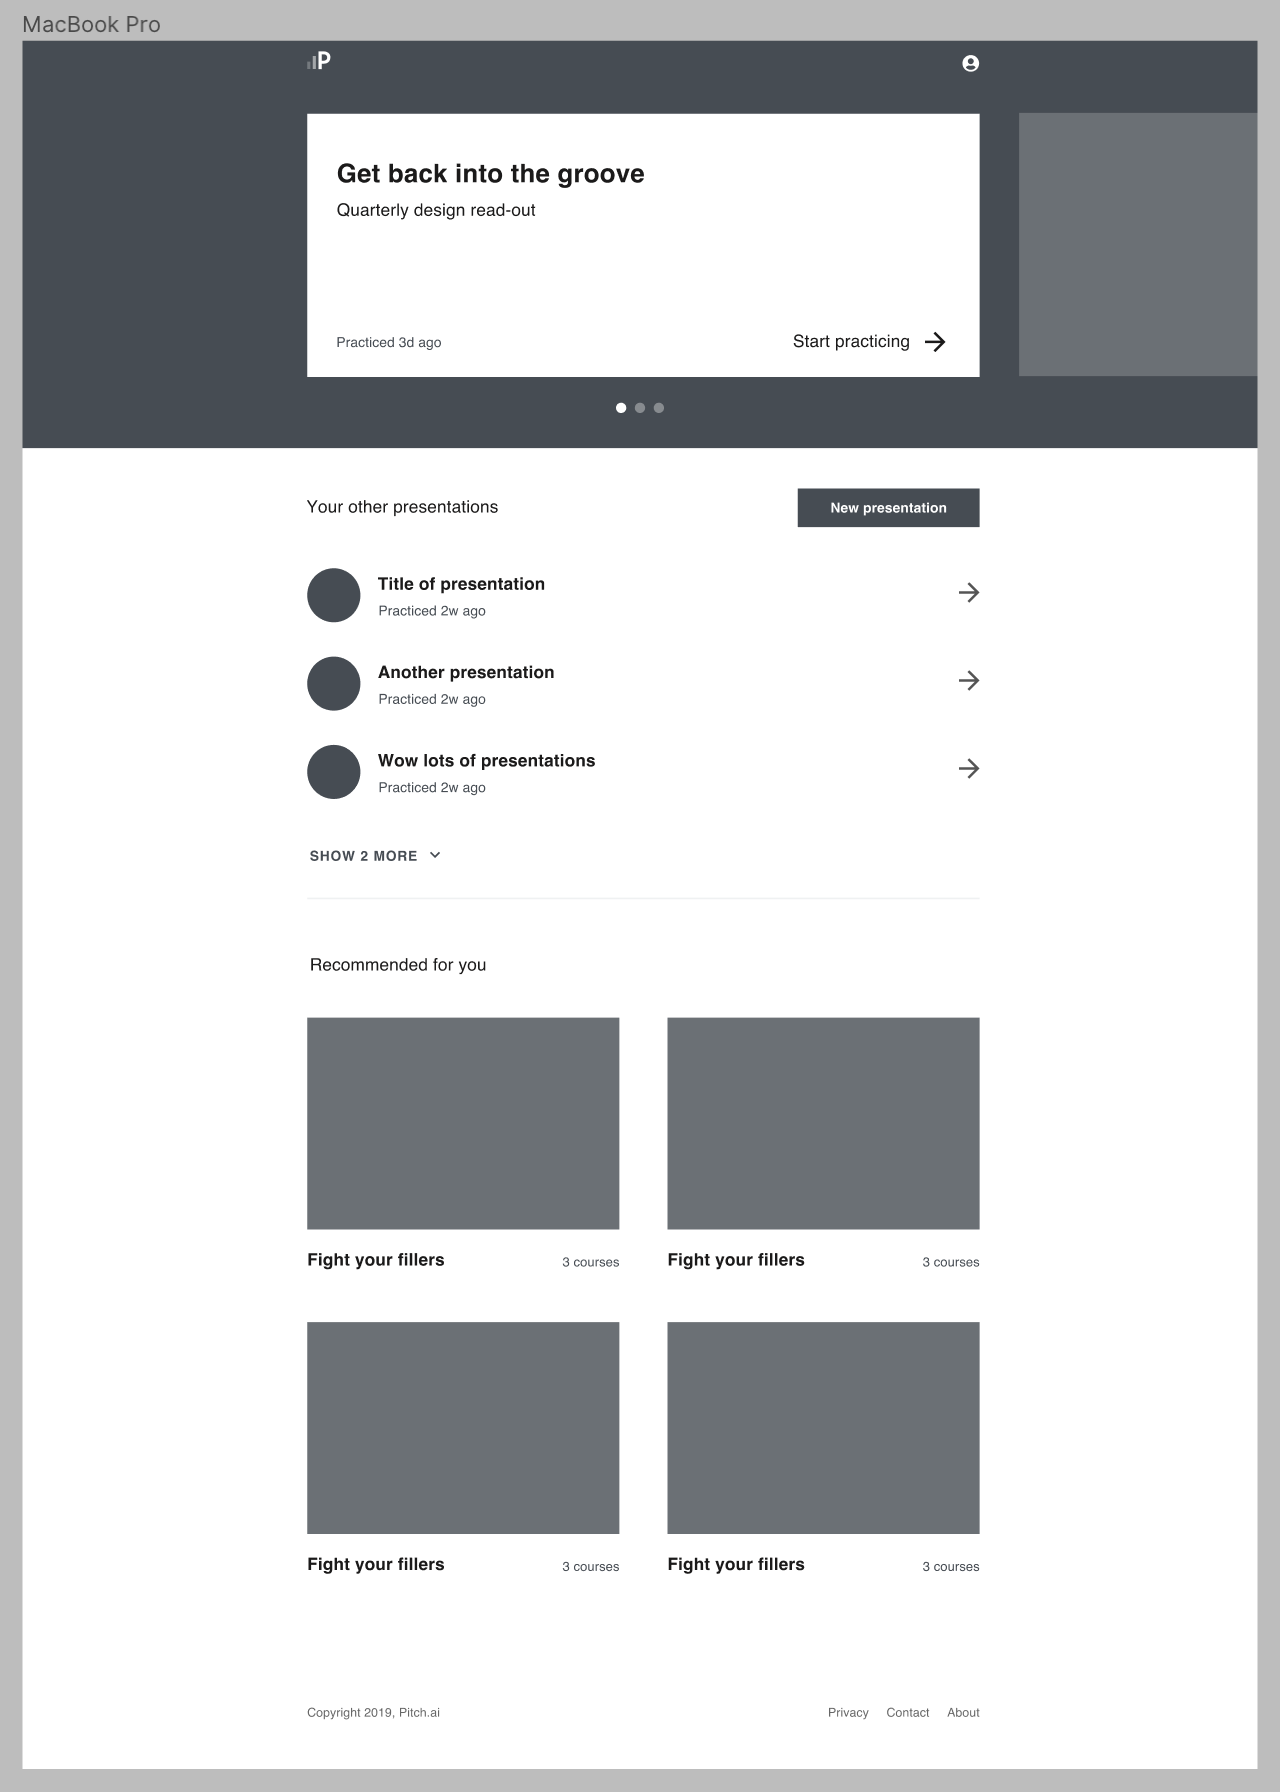 MacBook Pro
P
Get back into the groove
Quarterly design read-out
Practiced 3d ago
Start practicing
Your other presentations
New presentation
Title of presentation
Practiced 2w ago
Another presentation
Practiced 2w ago
Wow lots of presentations
Practiced 2w ago
SHOW 2 MORE
Recommended for you
Fight your fillers
3 courses
Fight your fillers
3 courses
Fight your fillers
3 courses
Fight your fillers
3 courses
Copyright 2019, Pitch.ai
Privacy
Contact
About